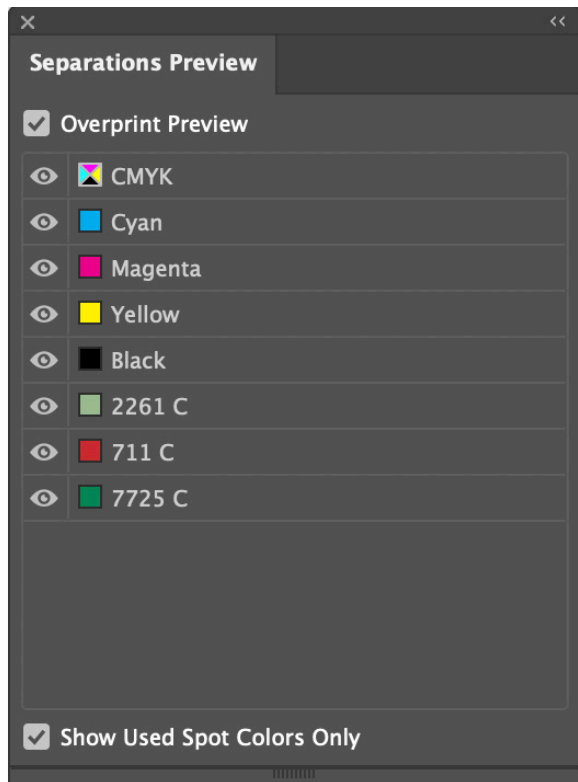 Separations Preview
Overprint Preview
CMYK
Cyan
Magenta
Yellow
Black
2261 C
711 C
7725 C
Show Used Spot Colors Only